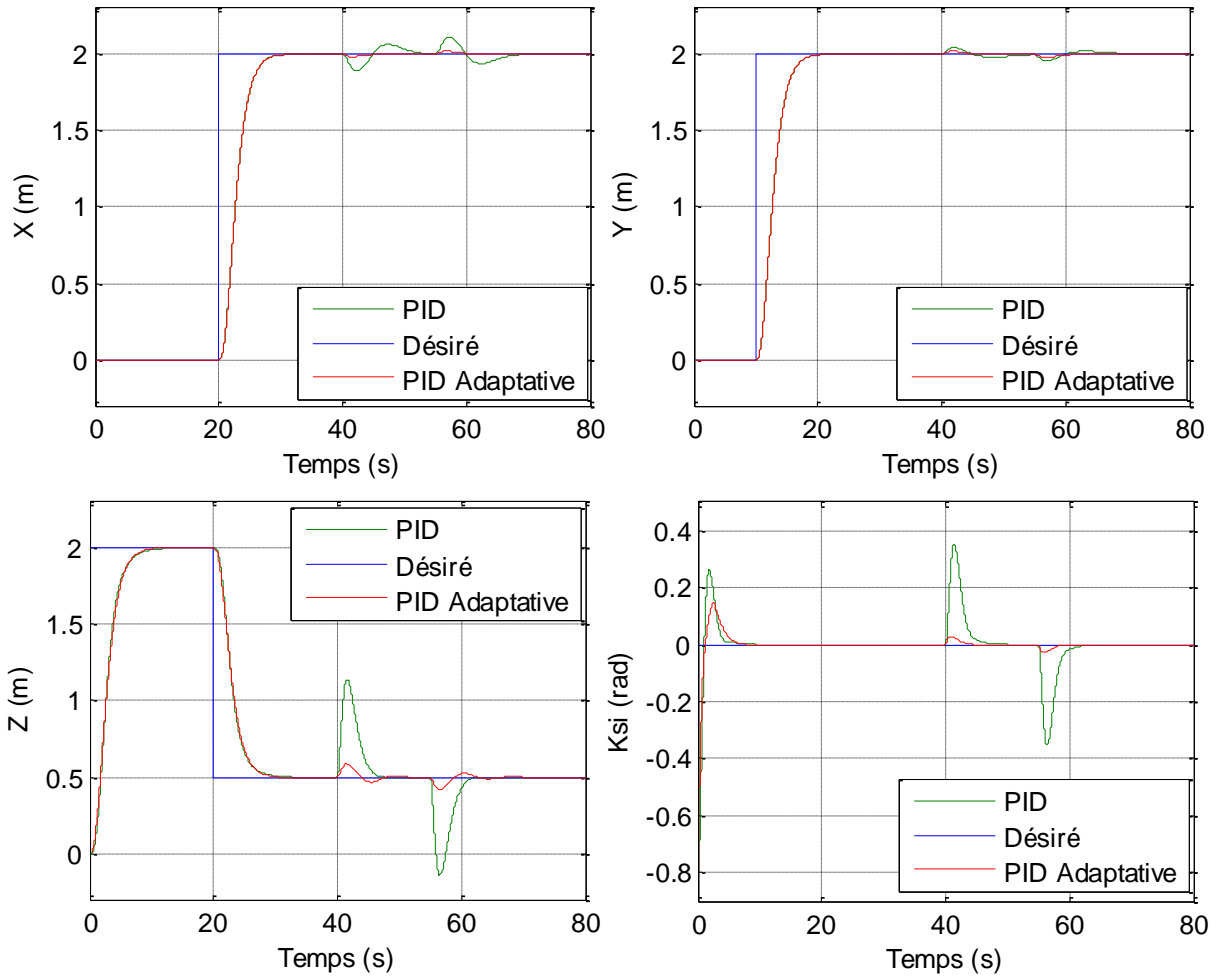 X (m)
2
1.5
1
0.5
0
PID
Désiré
PID Adaptative
0 20 40 60 80
Temps (s)
Y (m)
2
1.5
1
0.5
0
PID
Désiré
PID Adaptative
0 20 40 60 80
Temps (s)
Z (m)
2
1.5
1
0.5
0
PID
Désiré
PID Adaptative
0 20 40 60 80
Temps (s)
Ksi (rad)
0.4
0.2
0
-0.2
-0.4
-0.6
-0.8
PID
Désiré
PID Adaptative
0 20 40 60 80
Temps (s)